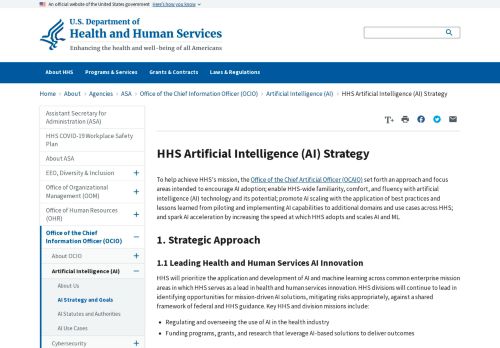 An official website of the United States government Here's how you know
U.S. Department of
Health and Human Services
Enhancing the health and well-being of all Americans
About HHS Programs & Services Grants & Contracts Laws & Regulations
Home > About > Agencies > ASA > Office of the Chief Information Officer (OCIO) > Artificial Intelligence (AI) > HHS Artificial Intelligence (AI) Strategy
Assistant Secretary for
Administration (ASA)
HHS COVID-19 Workplace Safety
Plan
About ASA
EEO, Diversity & Inclusion +
Office of Organizational
Management (OOM) +
Office of Human Resources
(OHR) +
Office of the Chief
Information Officer (OCIO) −
About OCIO +
Artificial Intelligence (AI) −
About Us
AI Strategy and Goals
AI Statutes and Authorities
AI Use Cases
Cybersecurity +
T+
HHS Artificial Intelligence (AI) Strategy
To help achieve HHS's mission, the Office of the Chief Artificial Officer (OCAIO) set forth an approach and focus
areas intended to encourage AI adoption; enable HHS-wide familiarity, comfort, and fluency with artificial
intelligence (AI) technology and its potential; promote AI scaling with the application of best practices and
lessons learned from piloting and implementing AI capabilities to additional domains and use cases across HHS;
and spark AI acceleration by increasing the speed at which HHS adopts and scales AI and ML.
1. Strategic Approach
1.1 Leading Health and Human Services AI Innovation
HHS will prioritize the application and development of AI and machine learning across common enterprise mission
areas in which HHS serves as a lead in health and human services innovation. HHS divisions will continue to lead in
identifying opportunities for mission-driven AI solutions, mitigating risks appropriately, against a shared
framework of federal and HHS guidance. Key HHS and division missions include:
• Regulating and overseeing the use of AI in the health industry
• Funding programs, grants, and research that leverage AI-based solutions to deliver outcomes